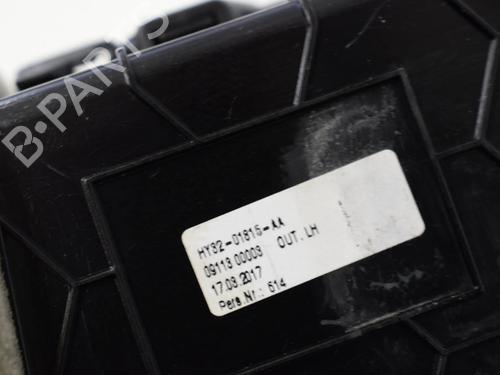 B-PARTS
HY32-01815-AA
09113 00003 OUT. LH
17.03.2017
Pers.Nr.: 614